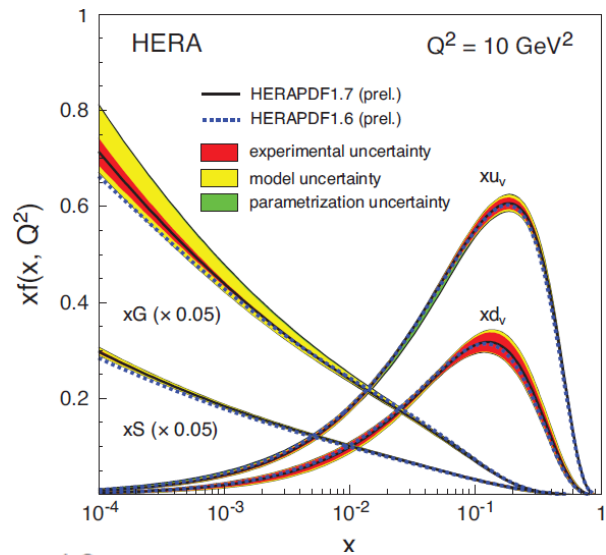 1
HERA
Q² = 10 GeV²
0.8
HERAPDF1.7 (prel.)
HERAPDF1.6 (prel.)
experimental uncertainty
model uncertainty
parametrization uncertainty
xf(x, Q²)
0.6
xu_v
xG (× 0.05)
0.4
xd_v
0.2
xS (× 0.05)
10⁻⁴
10⁻³
10⁻²
10⁻¹
1
x